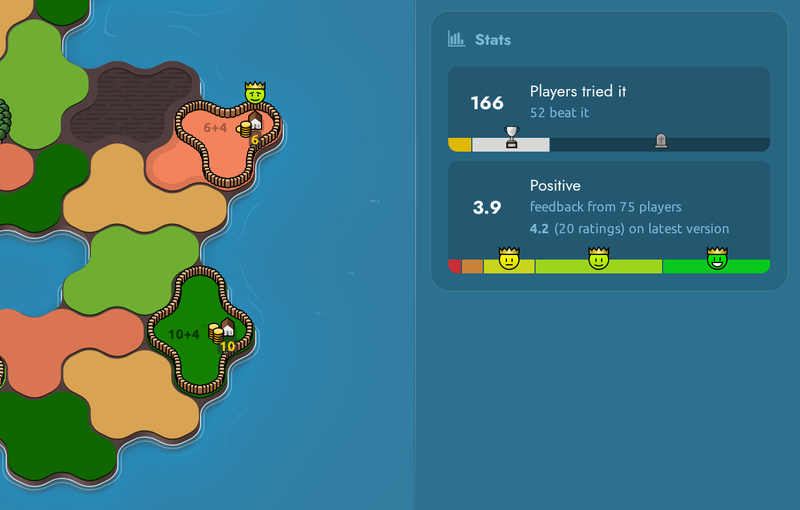 6+4
6
10+4
10
Stats
166
Players tried it
52 beat it
3.9
Positive
feedback from 75 players
4.2 (20 ratings) on latest version